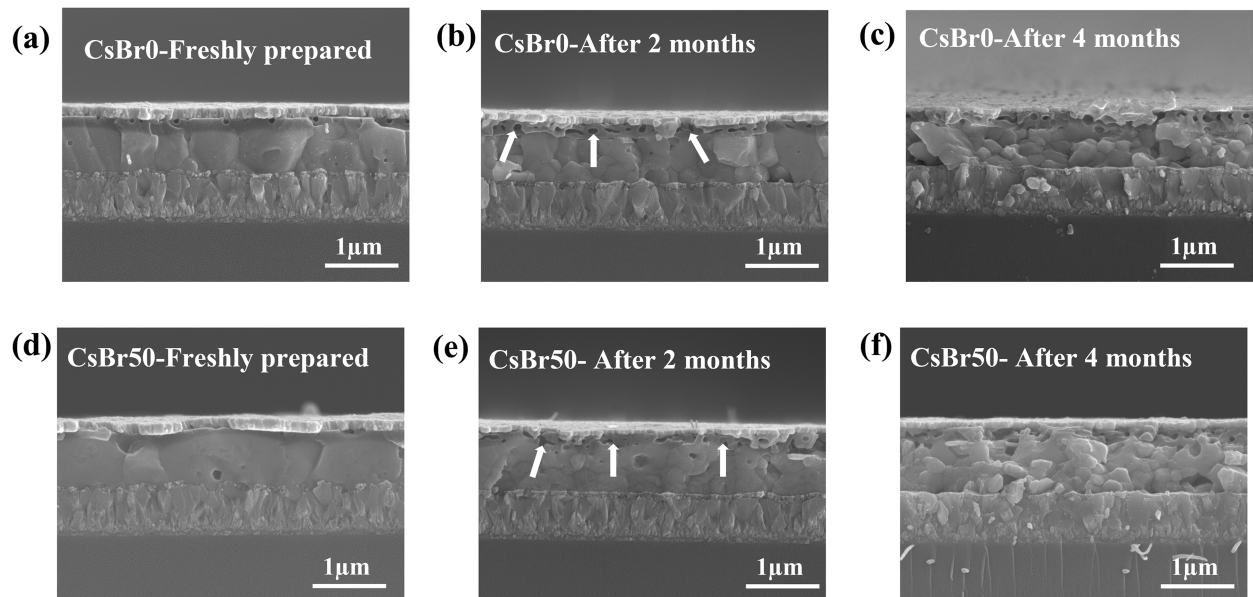 (a)
CsBr0-Freshly prepared
1μm
(b)
CsBr0-After 2 months
1μm
(c)
CsBr0-After 4 months
1μm
(d)
CsBr50-Freshly prepared
1μm
(e)
CsBr50- After 2 months
1μm
(f)
CsBr50- After 4 months
1μm